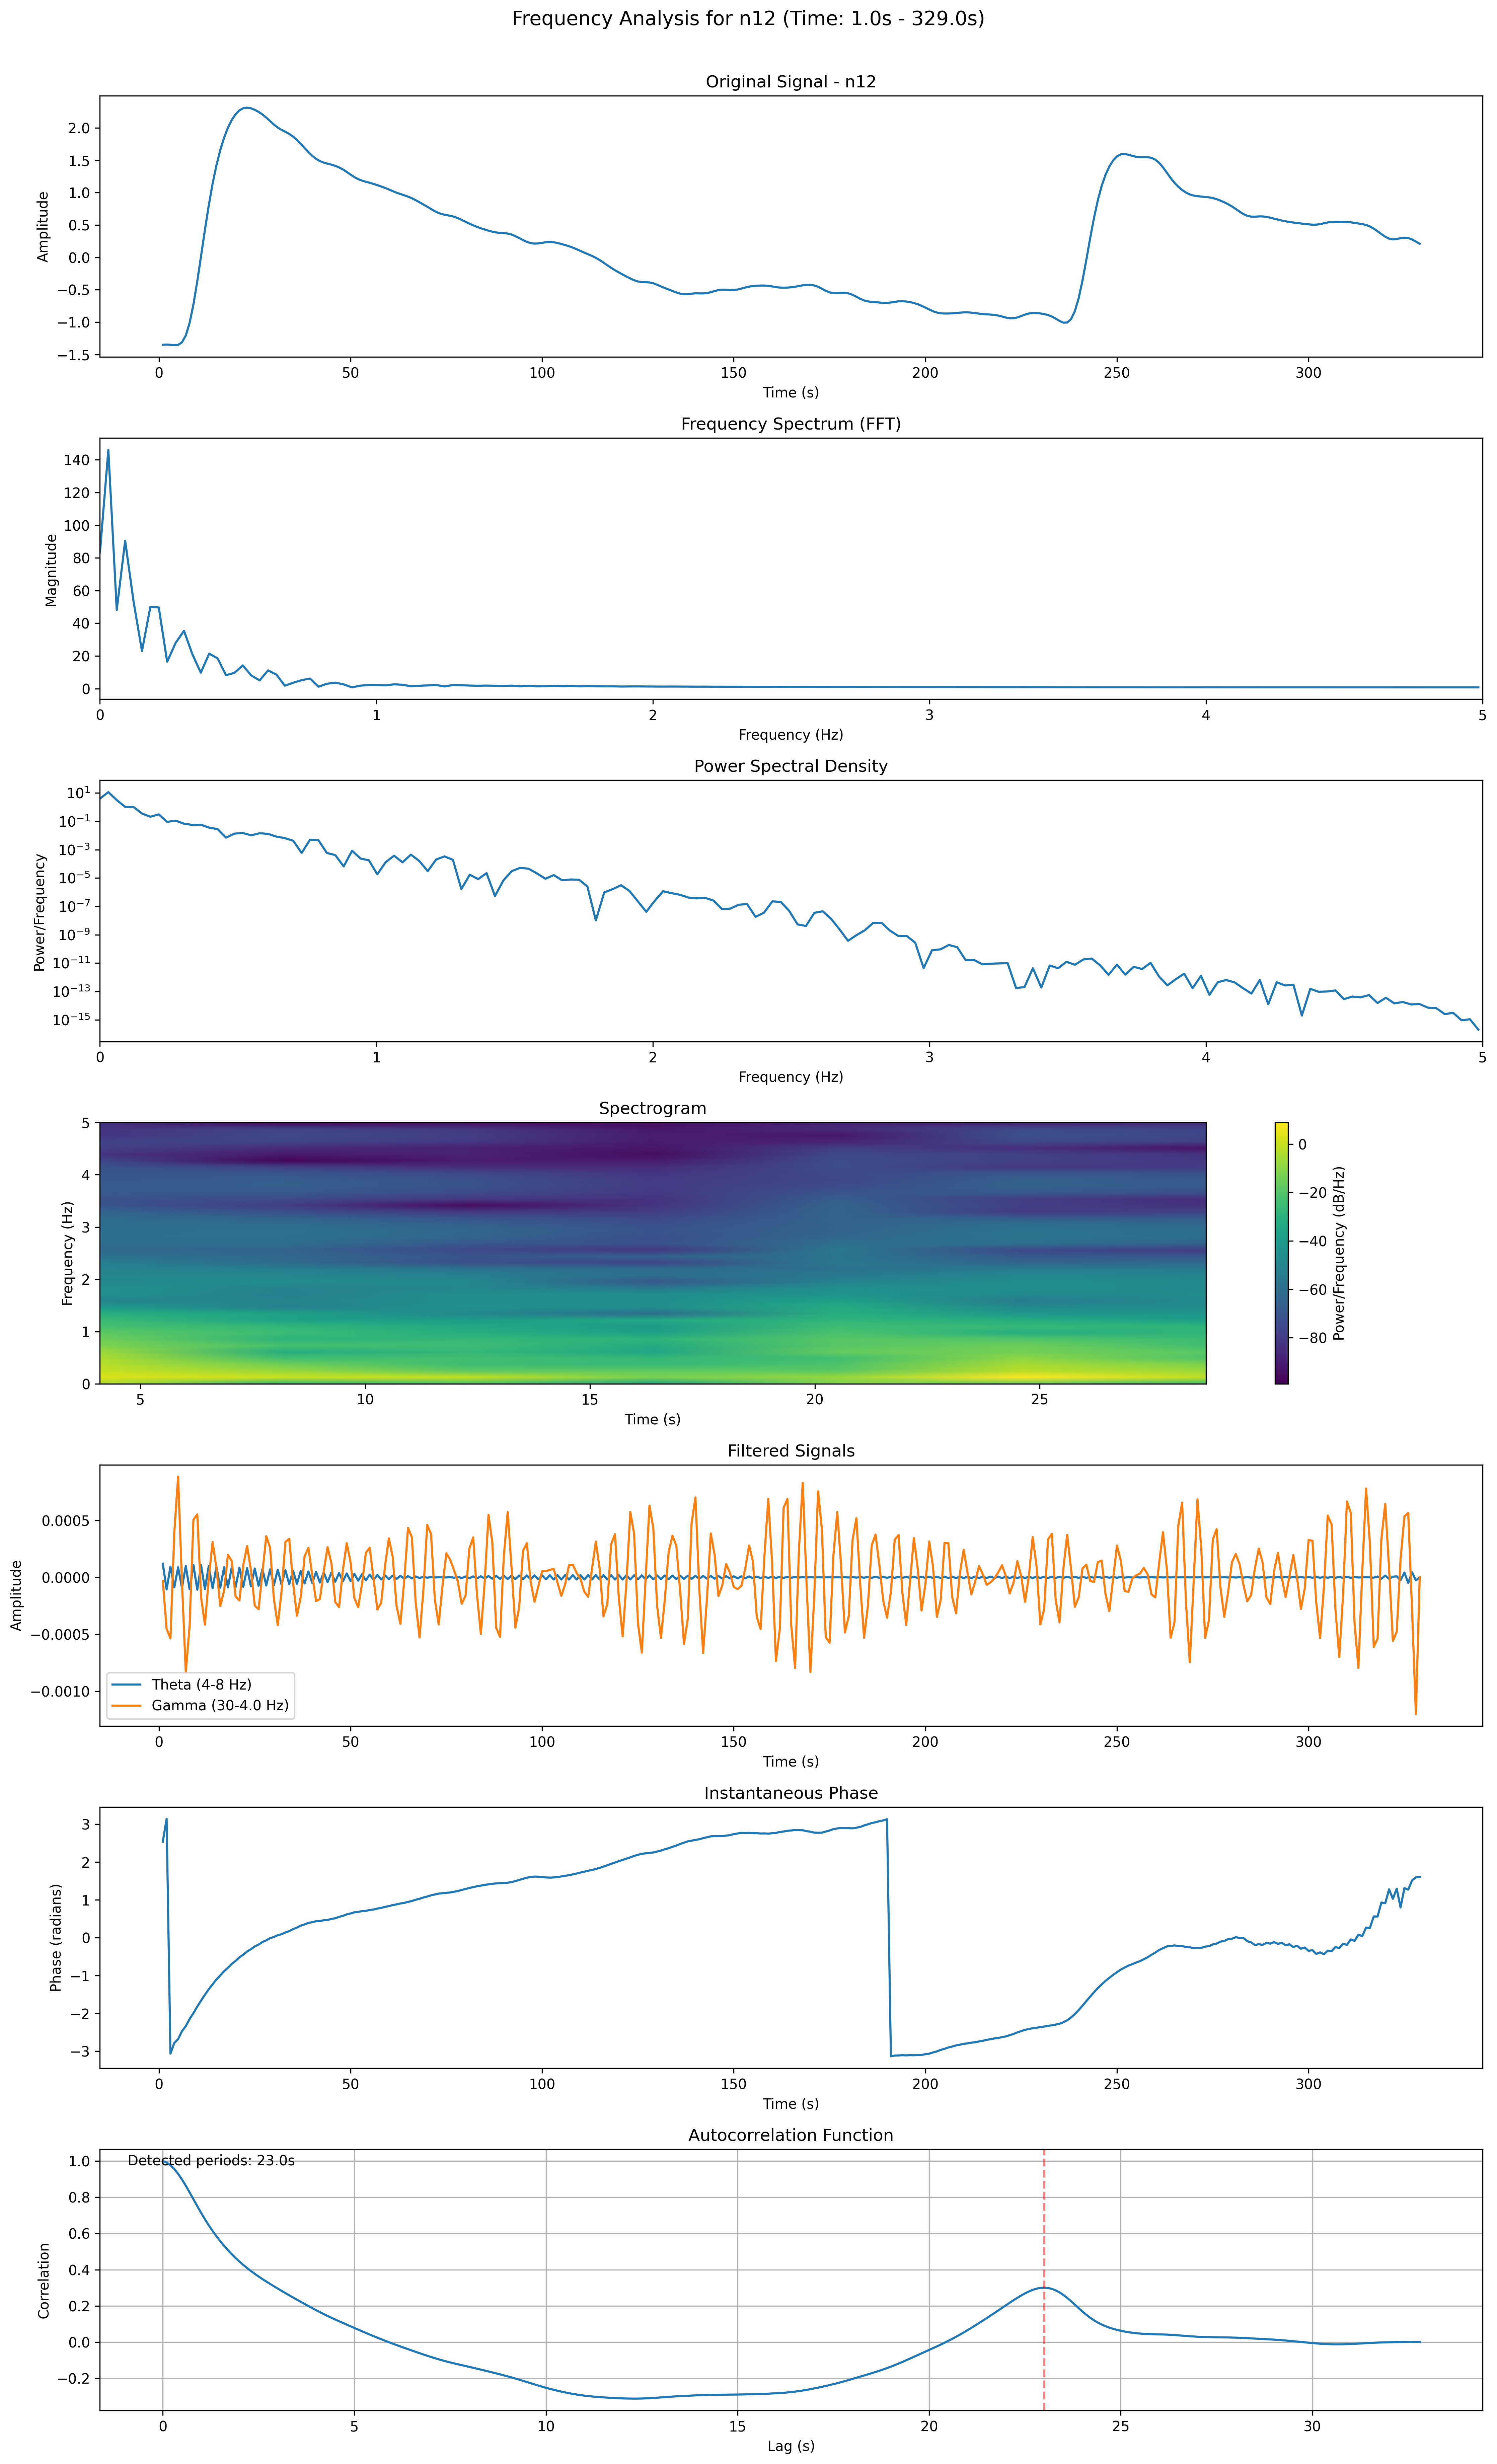 Frequency Analysis for n12 (Time: 1.0s - 329.0s)
Original Signal - n12
Amplitude
2.0
1.5
1.0
0.5
0.0
−0.5
−1.0
−1.5
0 50 100 150 200 250 300
Time (s)
Frequency Spectrum (FFT)
Magnitude
140
120
100
80
60
40
20
0
0 1 2 3 4 5
Frequency (Hz)
Power Spectral Density
Power/Frequency
10¹
10⁻¹
10⁻³
10⁻⁵
10⁻⁷
10⁻⁹
10⁻¹¹
10⁻¹³
10⁻¹⁵
0 1 2 3 4 5
Frequency (Hz)
Spectrogram
Frequency (Hz)
5
4
3
2
1
0
5 10 15 20 25
Time (s)
0
−20
−40
−60
−80
Power/Frequency (dB/Hz)
Filtered Signals
Amplitude
0.0005
0.0000
−0.0005
−0.0010
Theta (4-8 Hz)
Gamma (30-4.0 Hz)
0 50 100 150 200 250 300
Time (s)
Instantaneous Phase
Phase (radians)
3
2
1
0
−1
−2
−3
0 50 100 150 200 250 300
Time (s)
Autocorrelation Function
Detected periods: 23.0s
Correlation
1.0
0.8
0.6
0.4
0.2
0.0
−0.2
0 5 10 15 20 25 30
Lag (s)